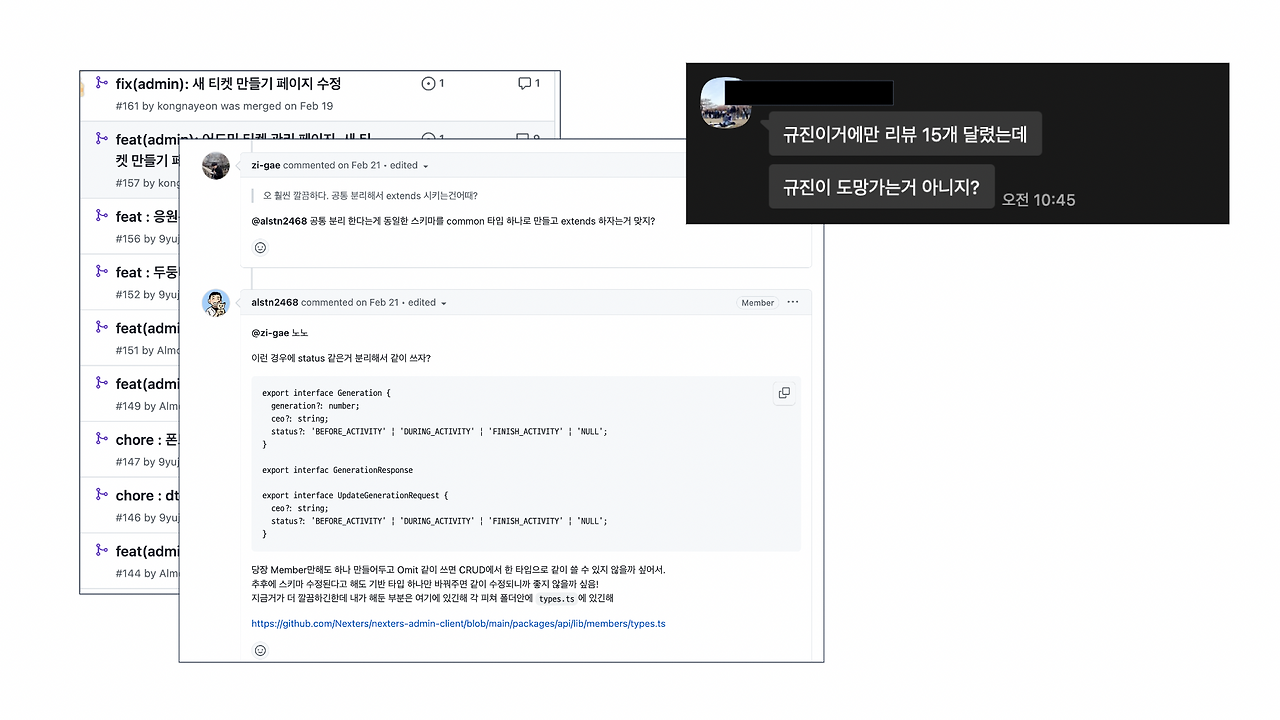 fix(admin): 새 티켓 만들기 페이지 수정
1
1
#161 by kongnayeon was merged on Feb 19
feat(admin): 어드민 티켓 관리 페이지, 새 티
켓 만들기 페
#157 by kong
feat : 응원
#156 by 9yuj
feat : 두둥
#152 by 9yuj
feat(admi
#151 by Almo
feat(admi
#149 by Alm
chore : 폰
#147 by 9yuj
chore : dt
#146 by 9yuj
feat(admi
#144 by Alm
zi-gae commented on Feb 21 • edited
오 훨씬 깔끔하다. 공통 분리해서 extends 시키는건어때?
@alstn2468 공통 분리 한다는게 동일한 스키마를 common 타입 하나로 만들고 extends 하자는거 맞지?
alstn2468 commented on Feb 21 • edited
Member
@zi-gae 노노
이런 경우에 status 같은거 분리해서 같이 쓰자?
export interface Generation {
generation?: number;
ceo?: string;
status?: 'BEFORE_ACTIVITY' | 'DURING_ACTIVITY' | 'FINISH_ACTIVITY' | 'NULL';
}
export interfac GenerationResponse
export interface UpdateGenerationRequest {
ceo?: string;
status?: 'BEFORE_ACTIVITY' | 'DURING_ACTIVITY' | 'FINISH_ACTIVITY' | 'NULL';
}
당장 Member만해도 하나 만들어두고 Omit 같이 쓰면 CRUD에서 한 타입으로 같이 쓸 수 있지 않을까 싶어서.
추후에 스키마 수정된다고 해도 기반 타입 하나만 바꿔주면 같이 수정되니까 좋지 않을까 싶음!
지금거가 더 깔끔하긴한데 내가 해둔 부분은 여기에 있긴해 각 피쳐 폴더안에 types.ts 에 있긴해
https://github.com/Nexters/nexters-admin-client/blob/main/packages/api/lib/members/types.ts
규진이거에만 리뷰 15개 달렸는데
규진이 도망가는거 아니지?
오전 10:45